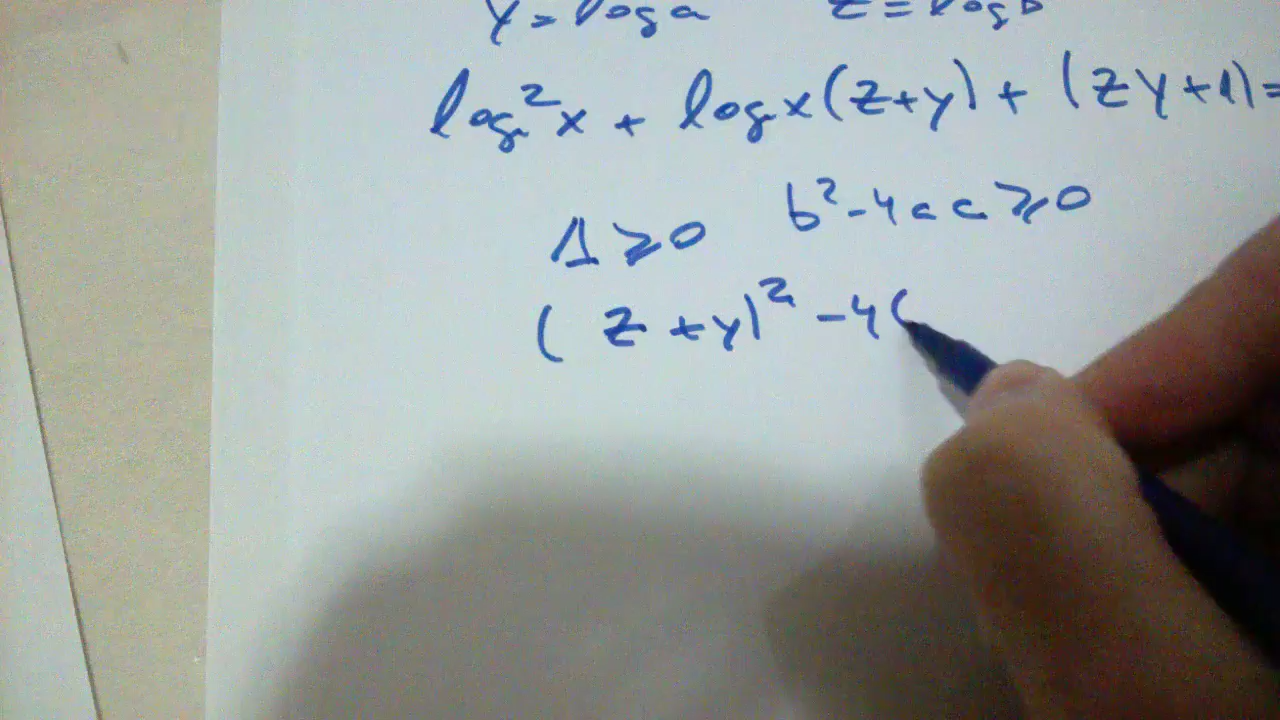 y = log a z = log b
log²x + log x (z+y) + (zy+1) =
Δ ⩾ 0 b² - 4ac ⩾ 0
(z + y)² - 4(